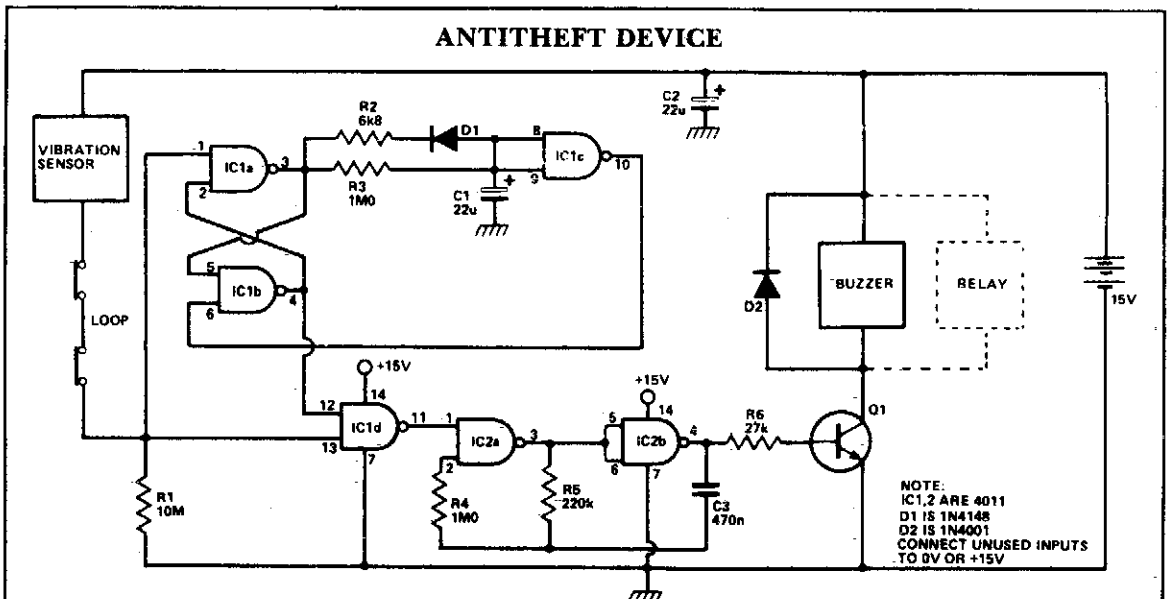 ANTITHEFT DEVICE
VIBRATION
SENSOR
LOOP
R1
10M
1
2
IC1a
3
R2
6k8
D1
R3
1M0
C1
22u
+
8
9
IC1c
10
5
6
IC1b
4
C2
22u
+
D2
BUZZER
RELAY
15V
+15V
14
12
13
IC1d
11
7
1
2
IC2a
3
R4
1M0
R5
220k
+15V
14
5
6
IC2b
4
7
C3
470n
R6
27k
Q1
NOTE:
IC1,2 ARE 4011
D1 IS 1N4148
D2 IS 1N4001
CONNECT UNUSED INPUTS
TO 0V OR +15V